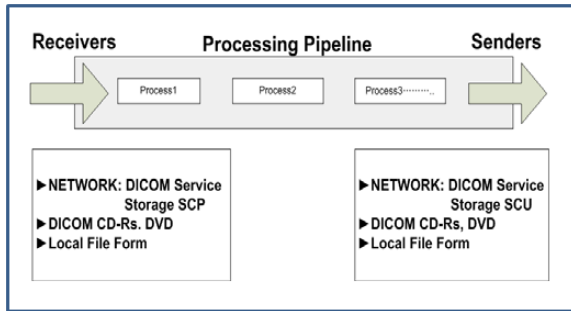 Receivers
Processing Pipeline
Senders
Process1
Process2
Process3··········..
▶NETWORK: DICOM Service
Storage SCP
▶DICOM CD-Rs. DVD
▶Local File Form
▶NETWORK: DICOM Service
Storage SCU
▶DICOM CD-Rs, DVD
▶Local File Form